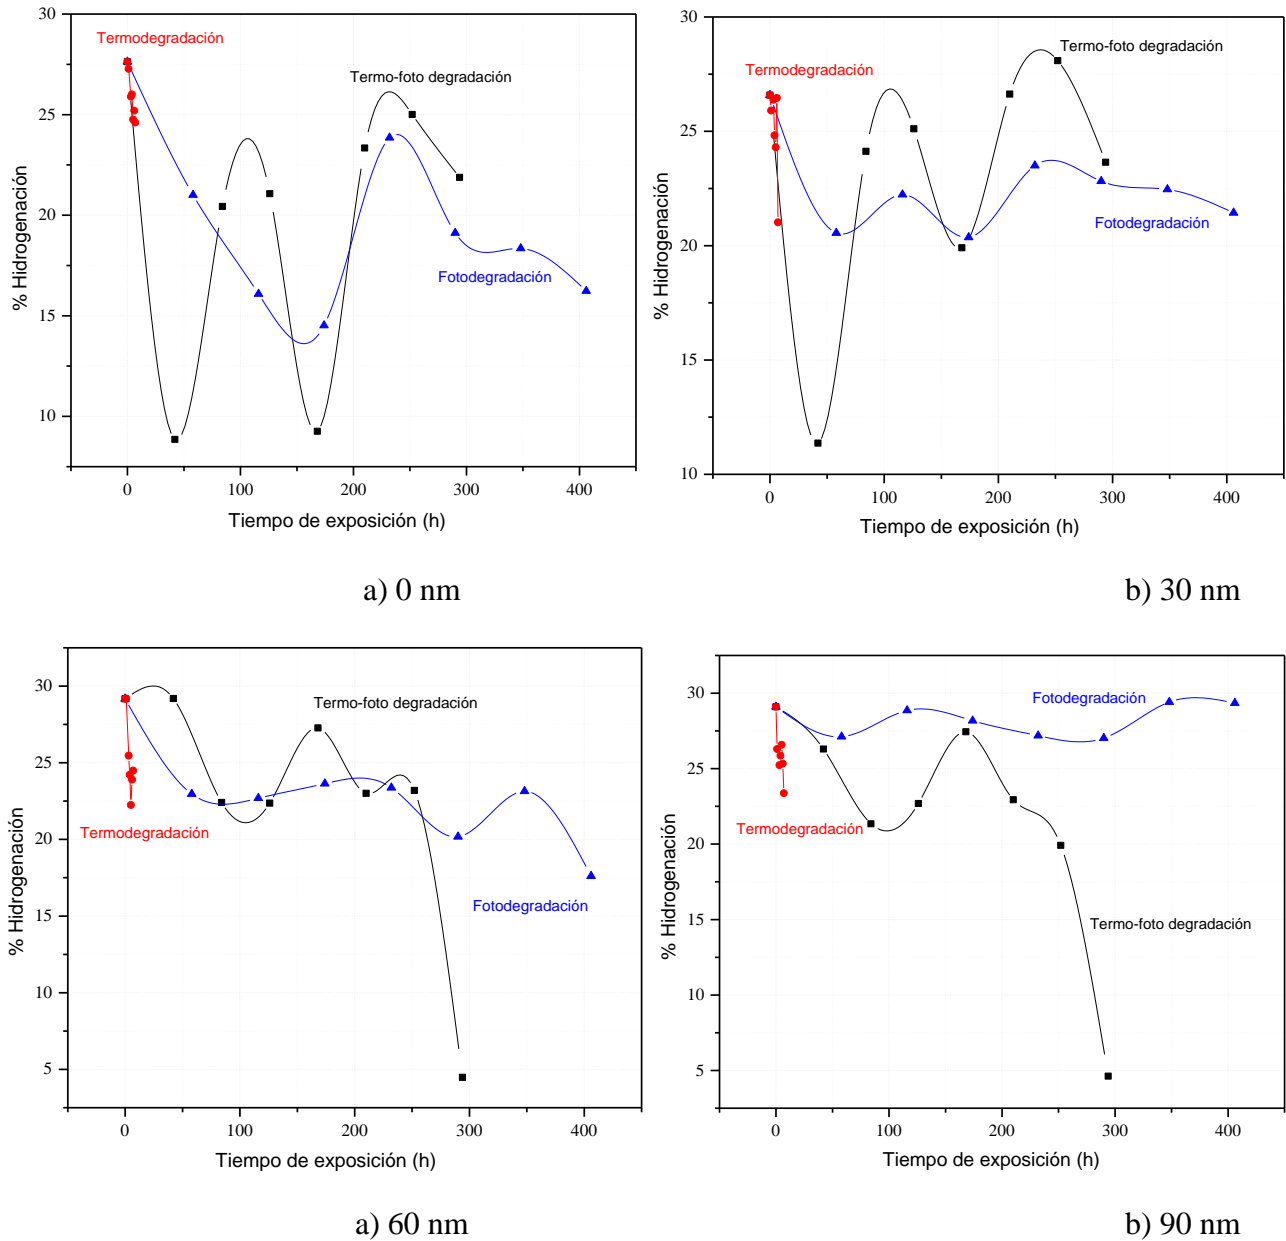 30
25
20
15
10
% Hidrogenación
Termodegradación
Termo-foto degradación
Fotodegradación
0 100 200 300 400
Tiempo de exposición (h)
a) 0 nm
30
25
20
15
10
% Hidrogenación
Termo-foto degradación
Termodegradación
Fotodegradación
0 100 200 300 400
Tiempo de exposición (h)
b) 30 nm
30
25
20
15
10
5
% Hidrogenación
Termo-foto degradación
Termodegradación
Fotodegradación
0 100 200 300 400
Tiempo de exposición (h)
a) 60 nm
30
25
20
15
10
5
% Hidrogenación
Fotodegradación
Termodegradación
Termo-foto degradación
0 100 200 300 400
Tiempo de exposición (h)
b) 90 nm